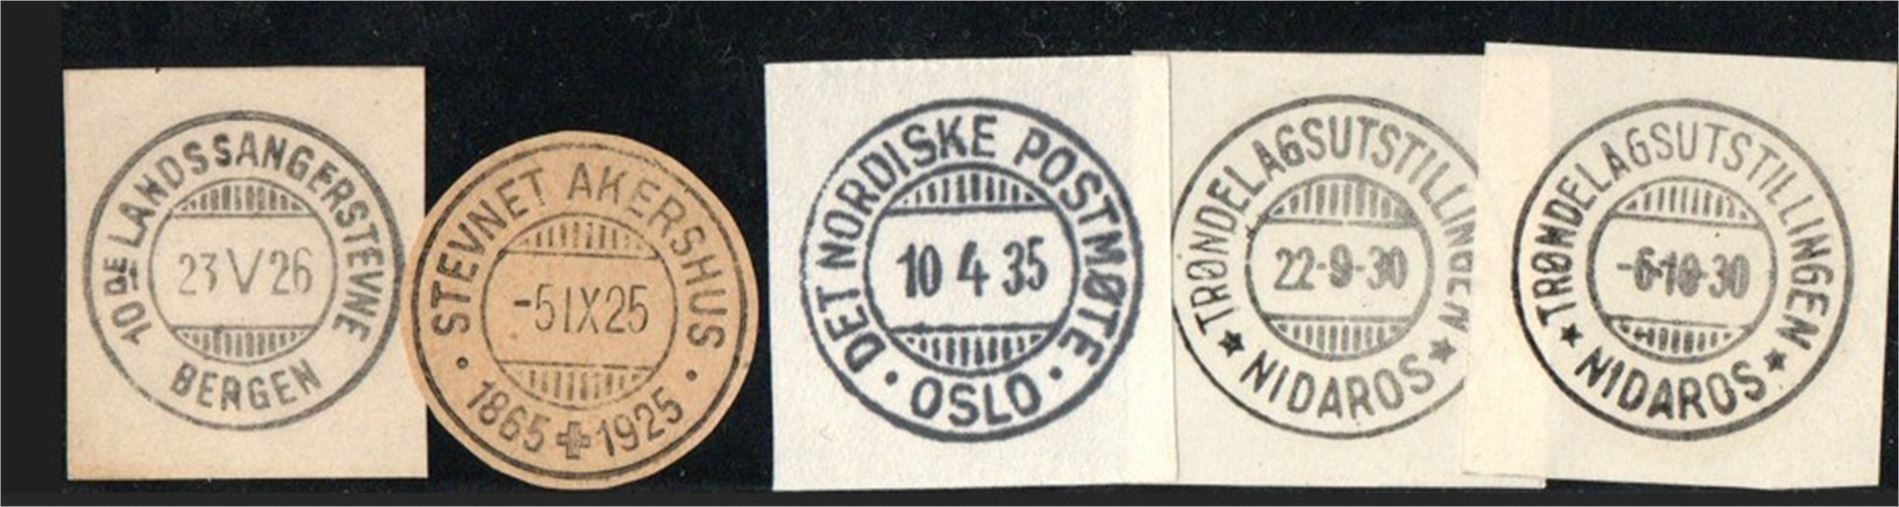 10DE LANDSSANGERSTEVNE
23 V 26
BERGEN
STEVNET AKERSHUS
-5 IX 25
· 1865 + 1925 ·
DET NORDISKE POSTMØTE
10 4 35
· OSLO ·
TRØNDELAGSUTSTILLINGEN
22-9-30
★ NIDAROS ★
TRØNDELAGSUTSTILLINGEN
-6-10-30
★ NIDAROS ★